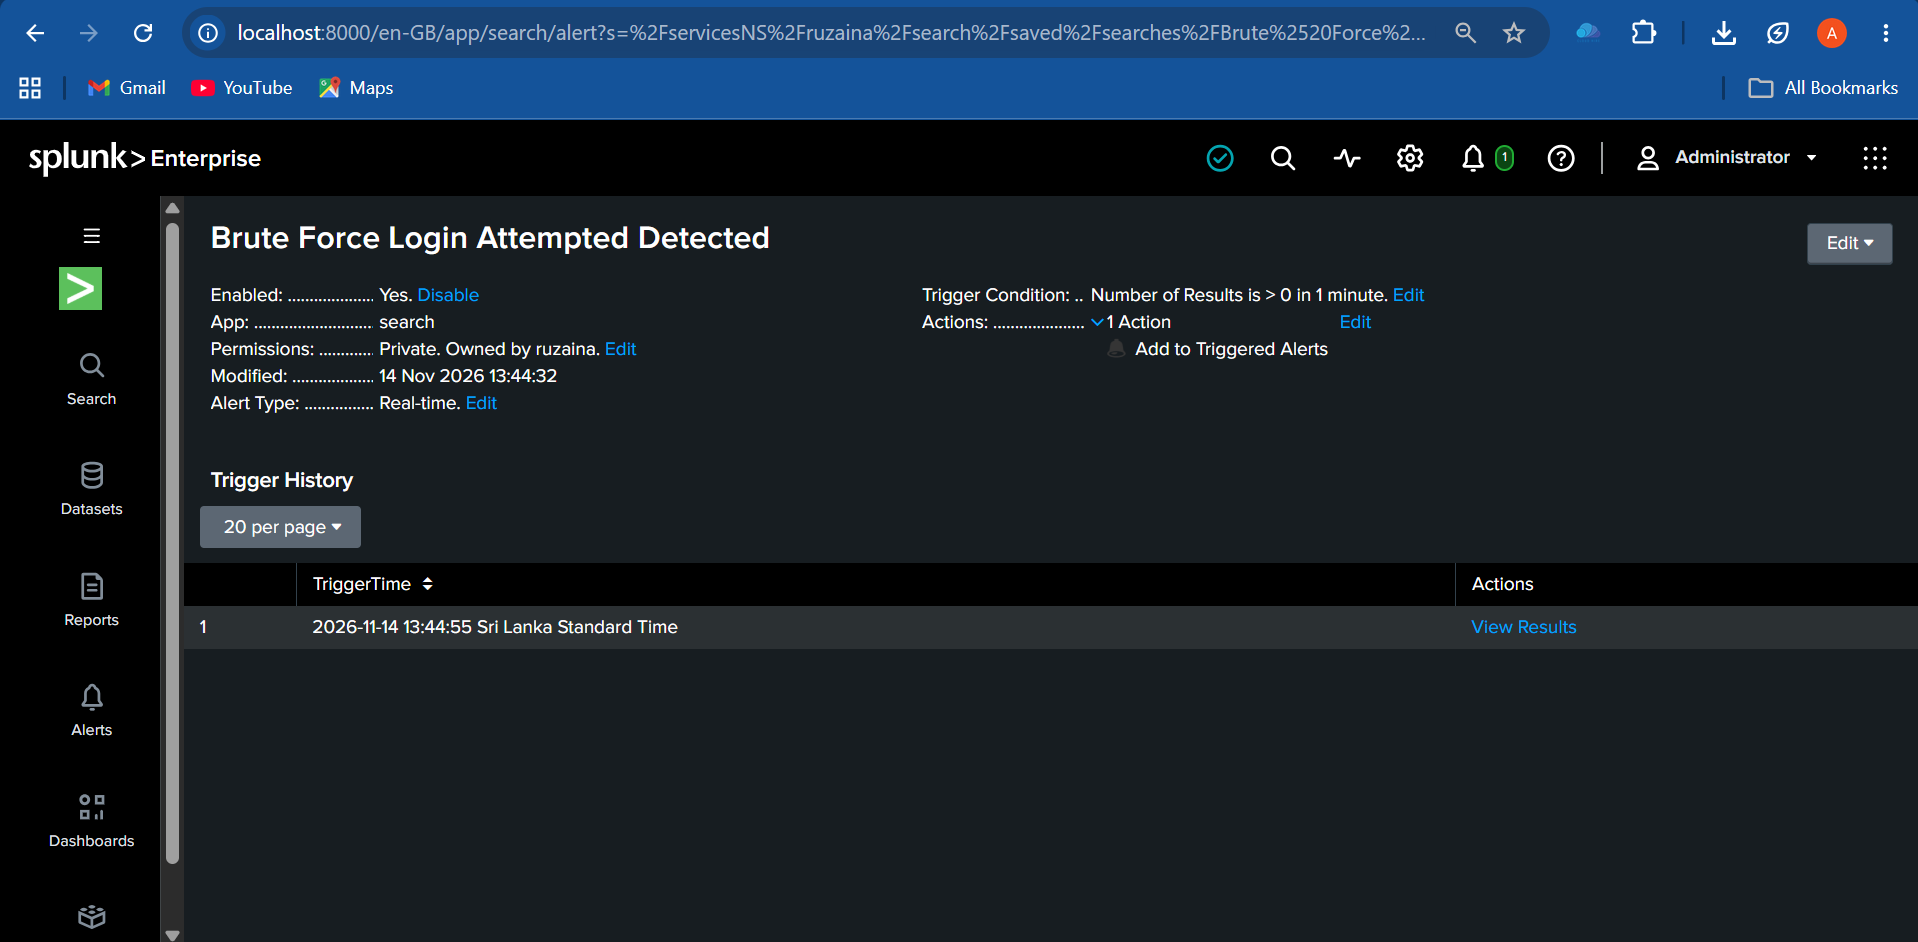 localhost:8000/en-GB/app/search/alert?s=%2FservicesNS%2Fruzaina%2Fsearch%2Fsaved%2Fsearches%2FBrute%2520Force%2...
A
Gmail
YouTube
Maps
All Bookmarks
splunk>Enterprise
1
Administrator
Brute Force Login Attempted Detected
Edit
Enabled: ................... Yes. Disable
App: ........................... search
Permissions: ............ Private. Owned by ruzaina. Edit
Modified: .................. 14 Nov 2026 13:44:32
Alert Type: ................ Real-time. Edit
Trigger Condition: .. Number of Results is > 0 in 1 minute. Edit
Actions: ..................... 1 Action Edit
Add to Triggered Alerts
Search
Datasets
Reports
Alerts
Dashboards
Trigger History
20 per page
TriggerTime Actions
1 2026-11-14 13:44:55 Sri Lanka Standard Time View Results